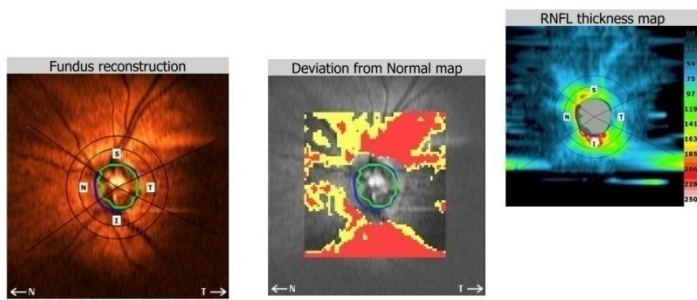 RNFL thickness map
Fundus reconstruction
Deviation from Normal map
S
N
T
I
←N
T→
←N
T→
S
N
T
I
54
75
97
119
141
163
185
206
228
250